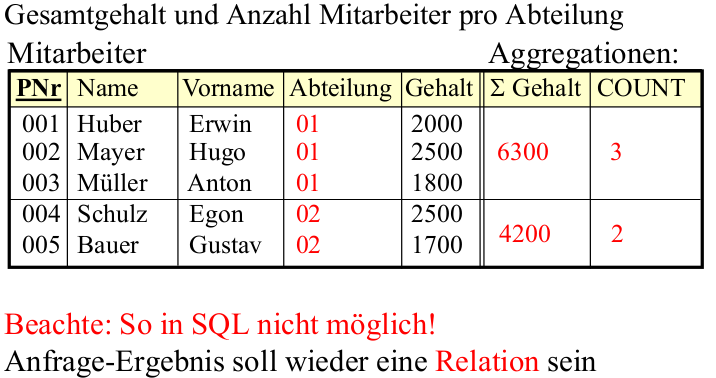 Gesamtgehalt und Anzahl Mitarbeiter pro Abteilung
Mitarbeiter Aggregationen:
PNr Name Vorname Abteilung Gehalt Σ Gehalt COUNT
001 Huber Erwin 01 2000
002 Mayer Hugo 01 2500 6300 3
003 Müller Anton 01 1800
004 Schulz Egon 02 2500
4200 2
005 Bauer Gustav 02 1700
Beachte: So in SQL nicht möglich!
Anfrage-Ergebnis soll wieder eine Relation sein